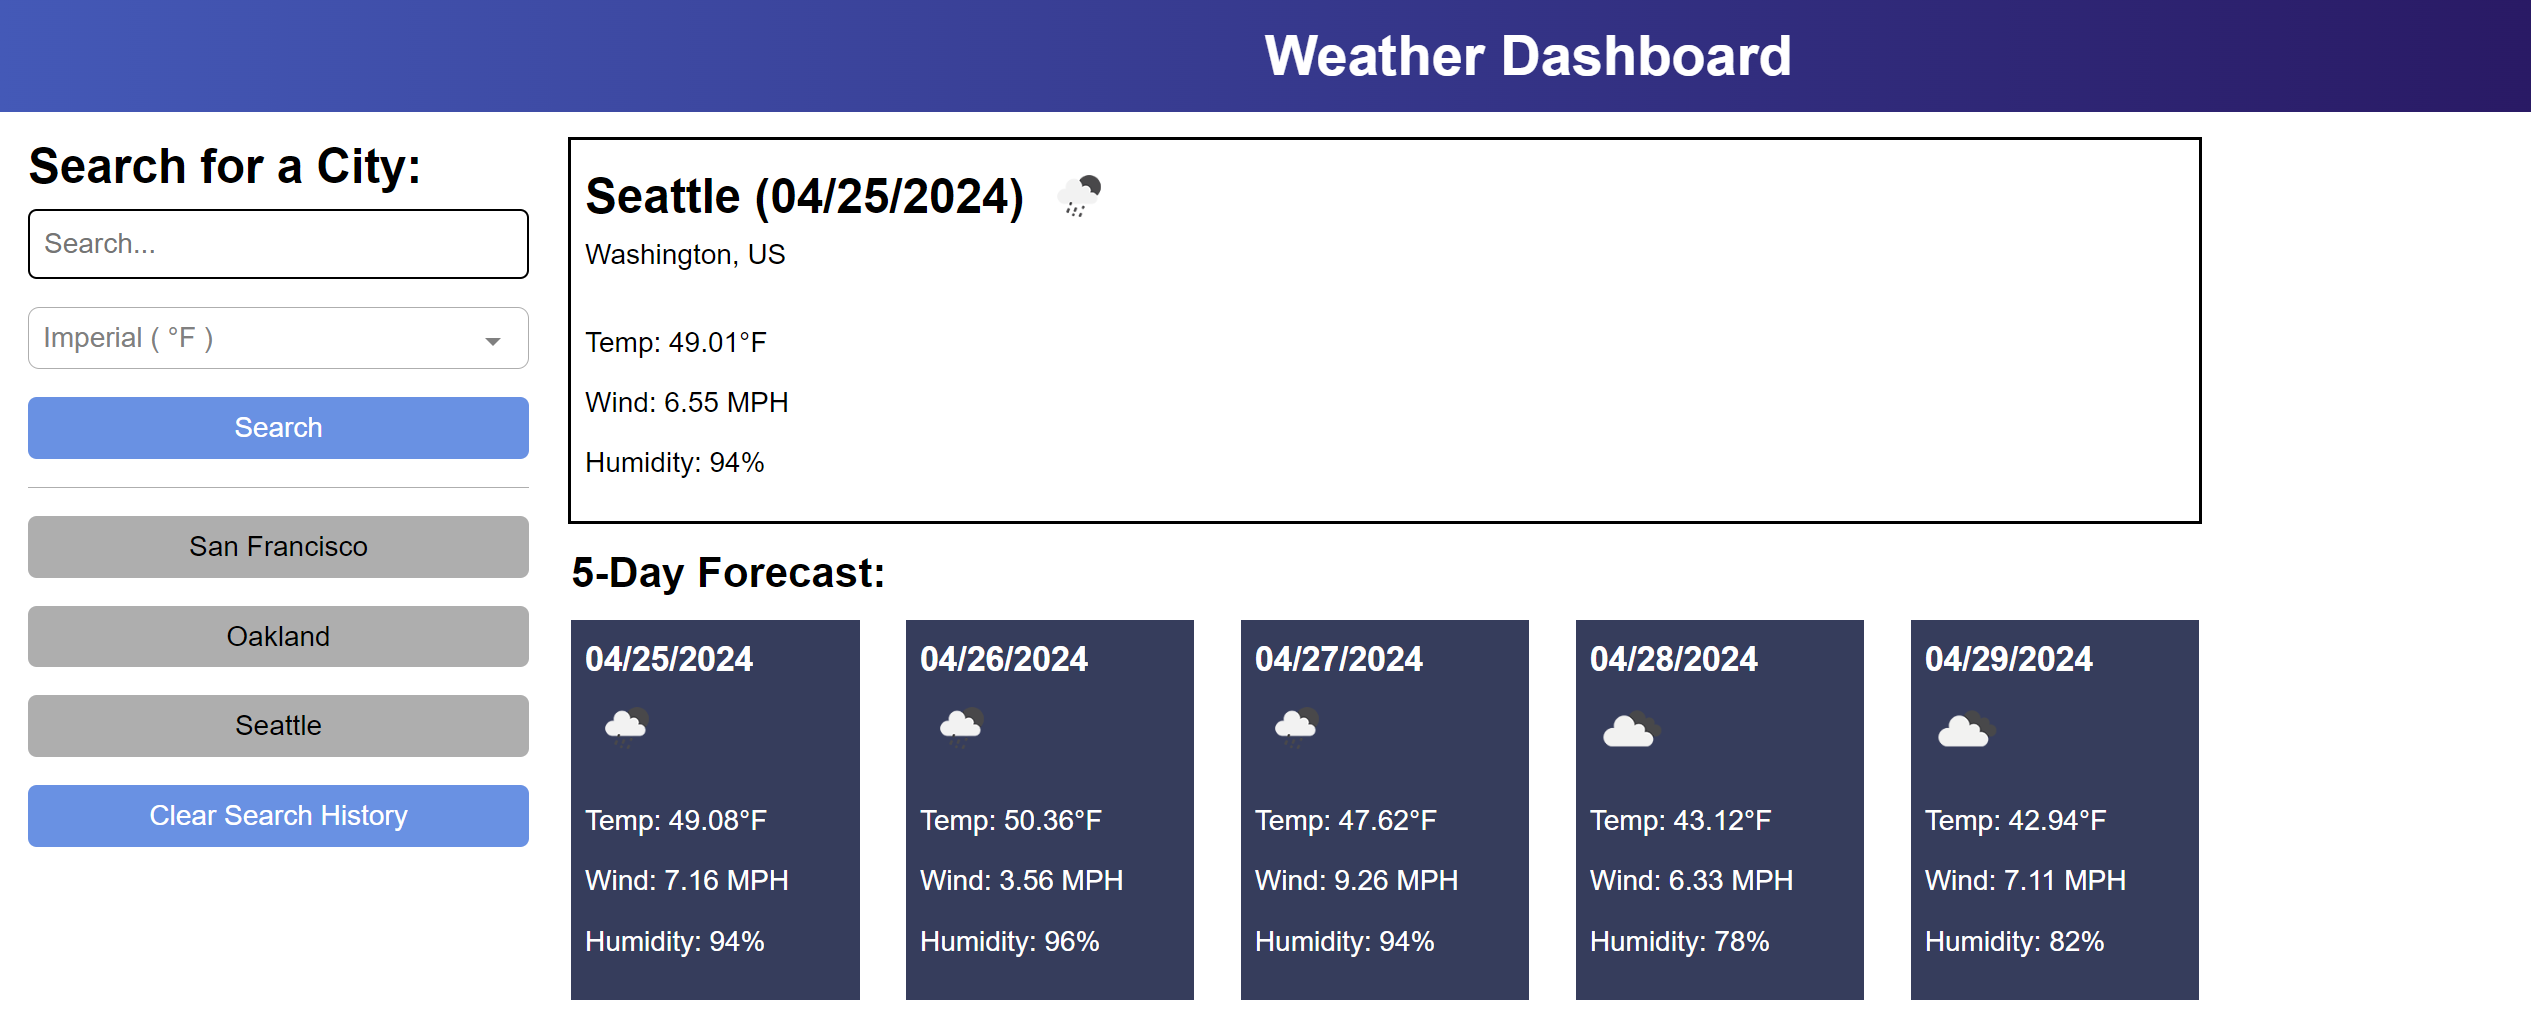 Weather Dashboard
Search for a City:
Search...
Imperial ( °F )
Search
San Francisco
Oakland
Seattle
Clear Search History
Seattle (04/25/2024)
Washington, US
Temp: 49.01°F
Wind: 6.55 MPH
Humidity: 94%
5-Day Forecast:
04/25/2024
Temp: 49.08°F
Wind: 7.16 MPH
Humidity: 94%
04/26/2024
Temp: 50.36°F
Wind: 3.56 MPH
Humidity: 96%
04/27/2024
Temp: 47.62°F
Wind: 9.26 MPH
Humidity: 94%
04/28/2024
Temp: 43.12°F
Wind: 6.33 MPH
Humidity: 78%
04/29/2024
Temp: 42.94°F
Wind: 7.11 MPH
Humidity: 82%